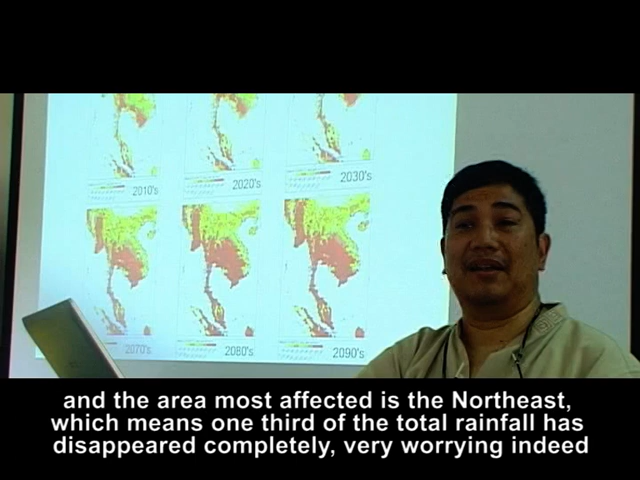 2010's
2020's
2030's
2070's
2080's
2090's
and the area most affected is the Northeast,
which means one third of the total rainfall has
disappeared completely, very worrying indeed